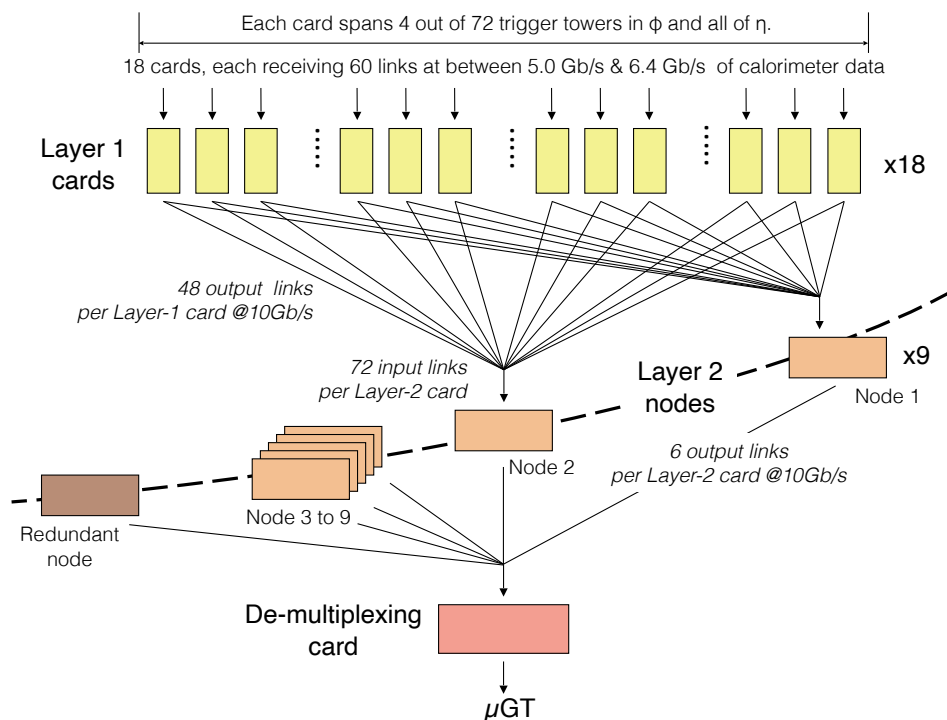 Each card spans 4 out of 72 trigger towers in ϕ and all of η.
18 cards, each receiving 60 links at between 5.0 Gb/s & 6.4 Gb/s of calorimeter data
Layer 1
cards
x18
48 output links
per Layer-1 card @10Gb/s
72 input links
per Layer-2 card
Layer 2
nodes
x9
Node 1
Node 2
6 output links
per Layer-2 card @10Gb/s
Node 3 to 9
Redundant
node
De-multiplexing
card
µGT